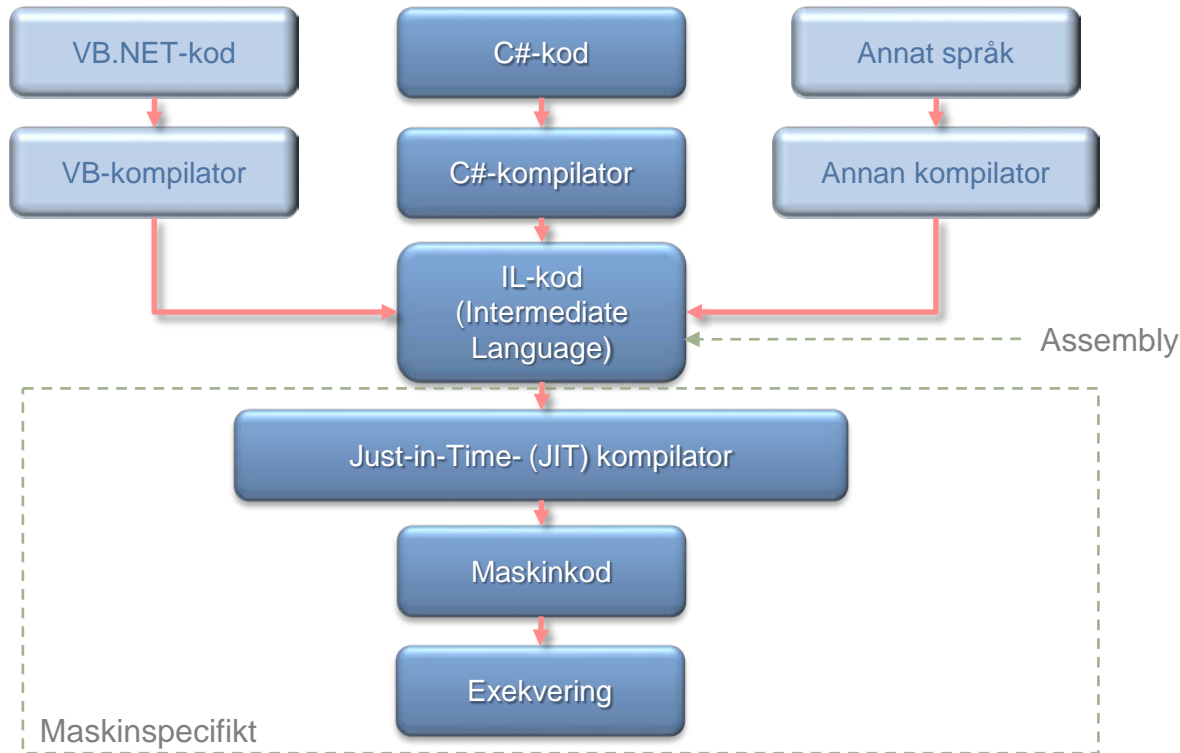 VB.NET-kod
C#-kod
Annat språk
VB-kompilator
C#-kompilator
Annan kompilator
IL-kod
(Intermediate
Language)
Assembly
Just-in-Time- (JIT) kompilator
Maskinkod
Exekvering
Maskinspecifikt